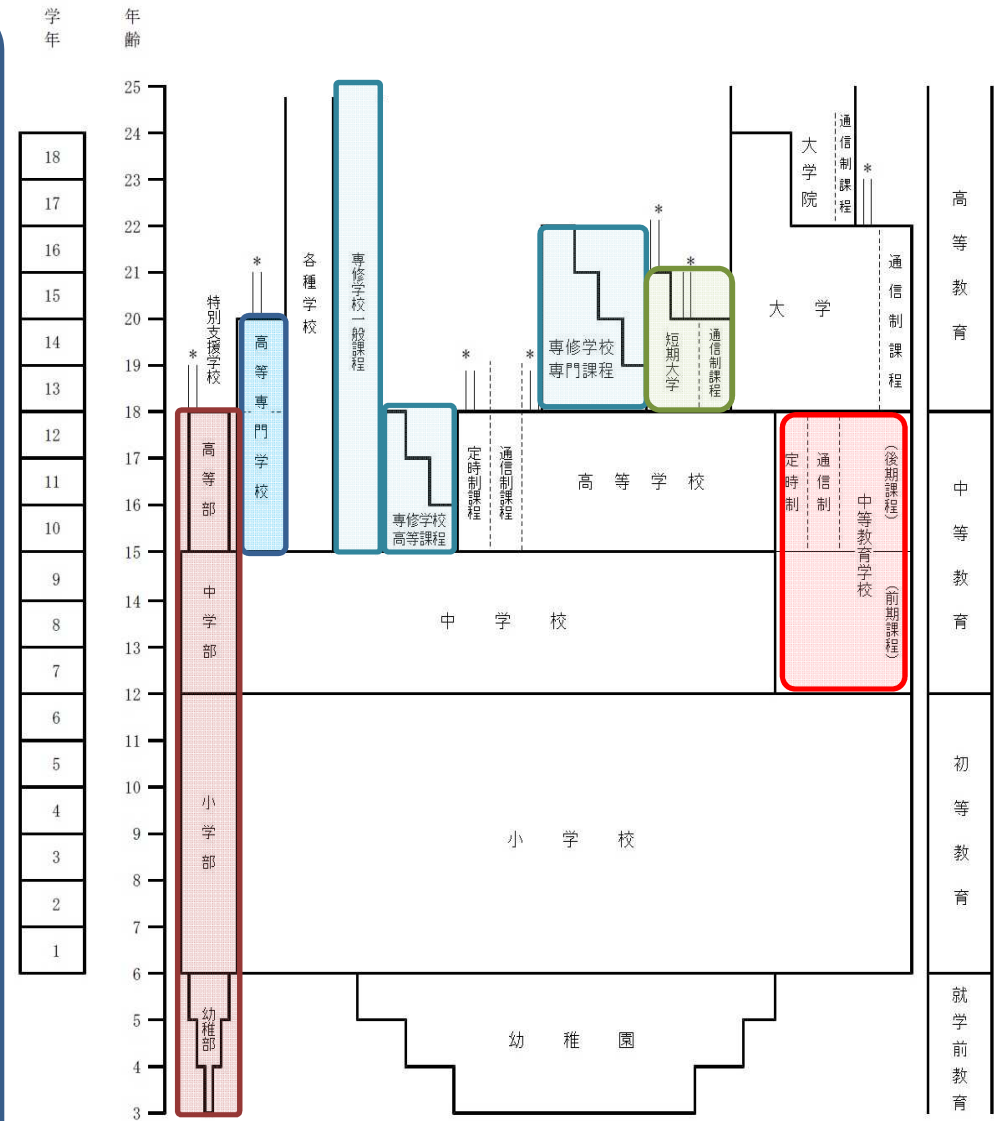 学年
年齢
25
24
23
22
21
20
19
18
17
16
15
14
13
12
11
10
9
8
7
6
5
4
3
18
17
16
15
14
13
12
11
10
9
8
7
6
5
4
3
2
1
特別支援学校
*
高等部
中学部
小学部
幼稚部
*
高等専門学校
各種学校
専修学校一般課程
専修学校
高等課程
*
定時制課程
通信制課程
*
専修学校
専門課程
*
*
短期大学
通信制課程
大学院
通信制課程
*
大学
通信制課程
高等学校
定時制
通信制
中等教育学校
(後期課程)
(前期課程)
中学校
小学校
幼稚園
高等教育
中等教育
初等教育
就学前教育